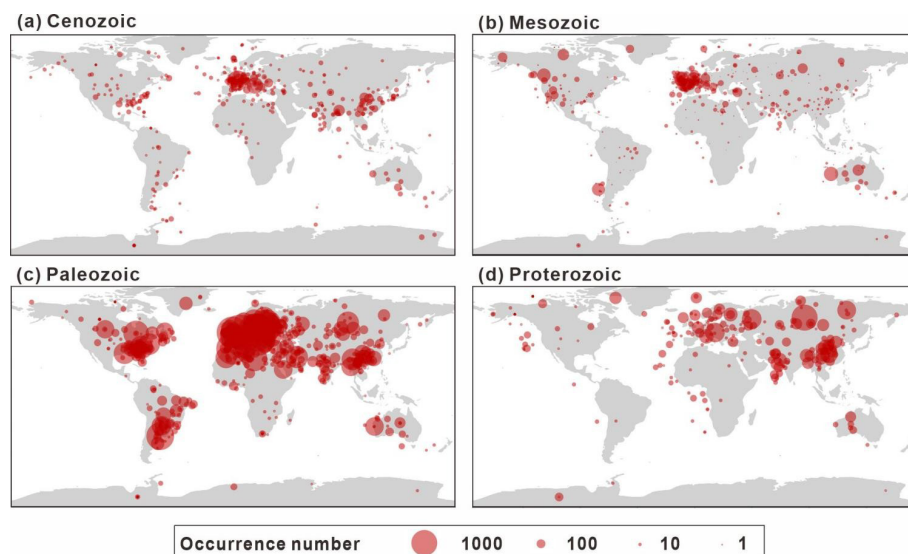 (a) Cenozoic
(b) Mesozoic
(c) Paleozoic
(d) Proterozoic
Occurrence number 1000 100 10 1